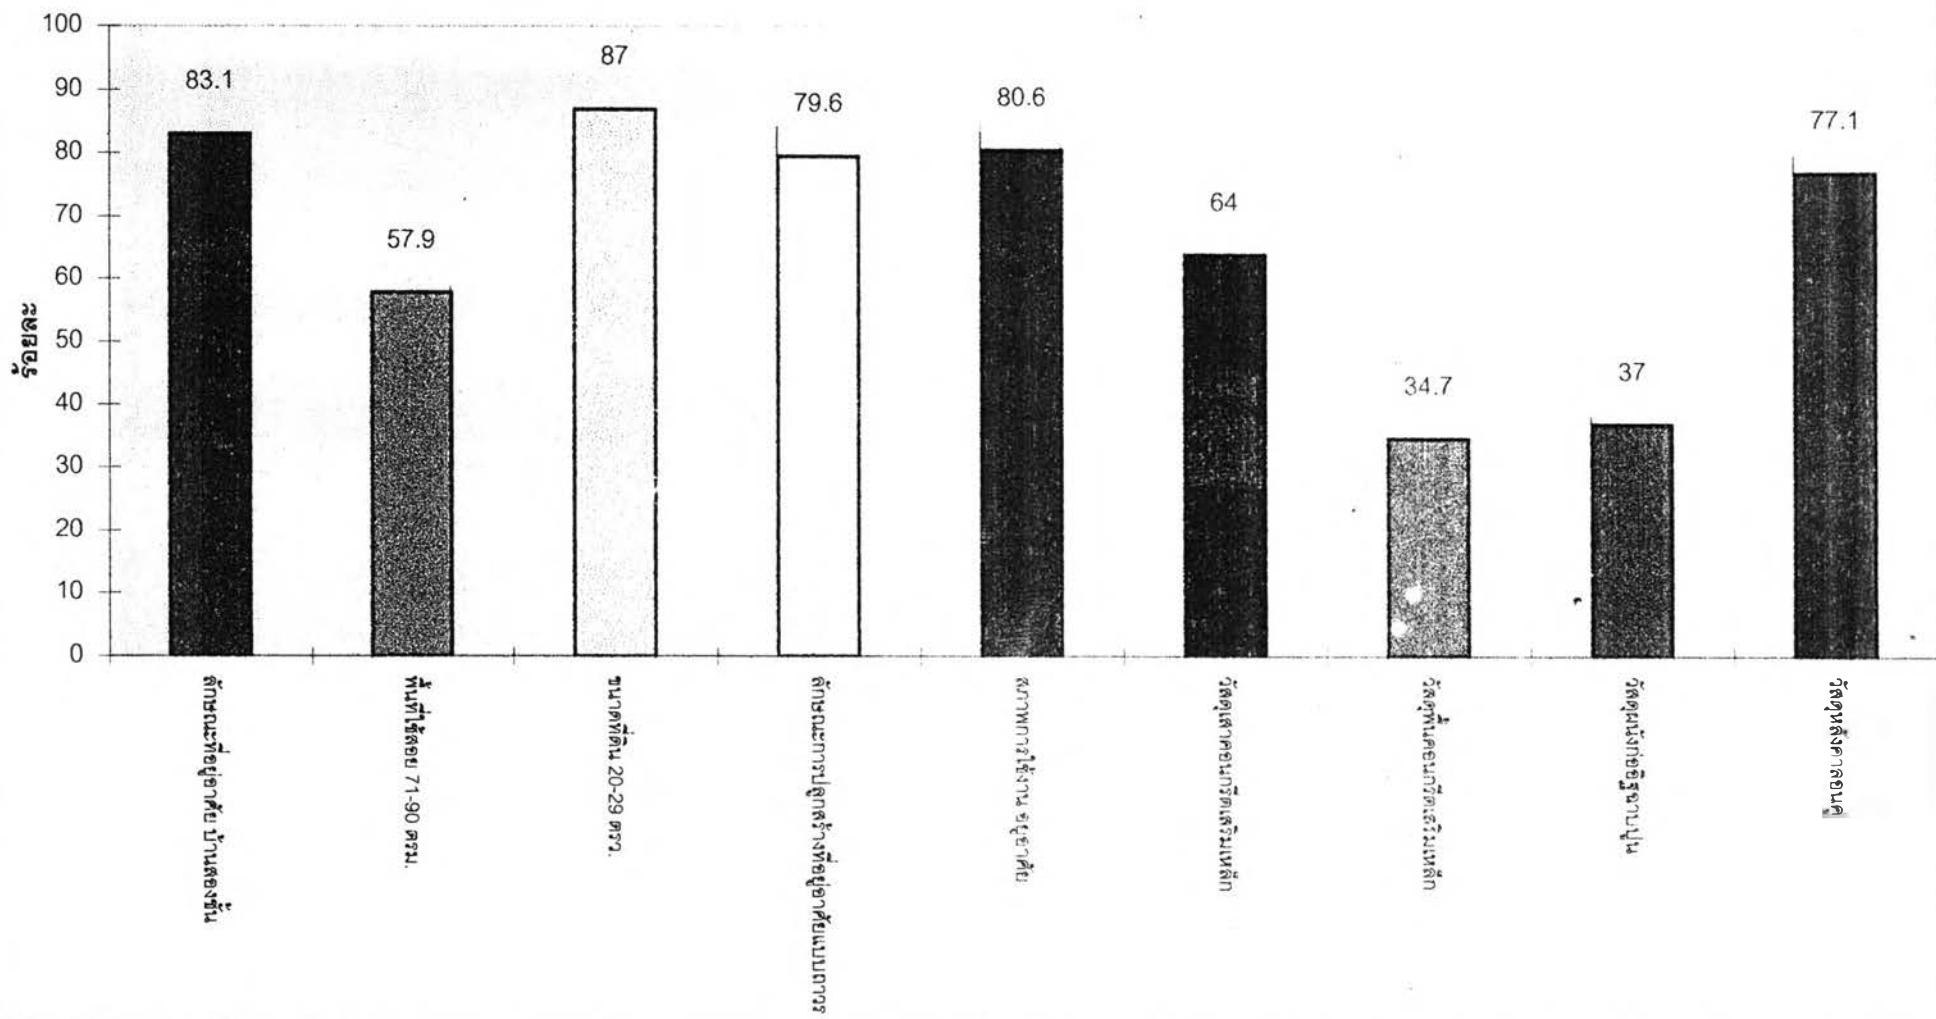 100
90
80
70
60
50
40
30
20
10
0
ร้อยละ
83.1
57.9
87
79.6
80.6
64
34.7
37
77.1
ลักษณะที่อยู่อาศัย บ้านสองชั้น
พื้นที่ใช้สอย 71-90 ตรม.
ขนาดที่ดิน 20-29 ตรว.
ลักษณะการปลูกสร้างที่อยู่อาศัยแบบถาวร
สภาพการใช้งาน อยู่อาศัย
วัสดุเสาคอนกรีตเสริมเหล็ก
วัสดุพื้นคอนกรีตเสริมเหล็ก
วัสดุผนังก่ออิฐฉาบปูน
วัสดุหลังคาลอนคู่